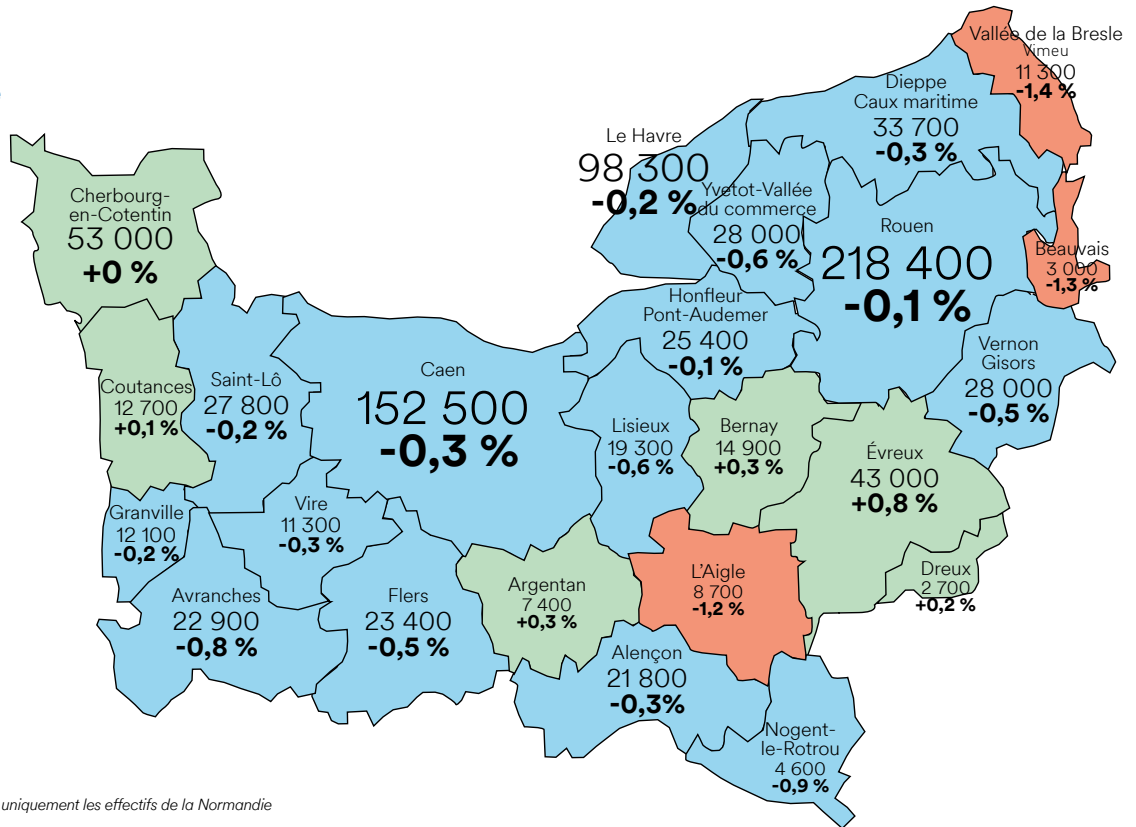 Vallée de la Bresle
Vimeu
11 300
-1,4 %
Dieppe
Caux maritime
33 700
-0,3 %
Le Havre
98 300
-0,2 %
Yvetot-Vallée
du commerce
28 000
-0,6 %
Rouen
218 400
-0,1 %
Beauvais
3 000
-1,3 %
Cherbourg-
en-Cotentin
53 000
+0 %
Honfleur
Pont-Audemer
25 400
-0,1 %
Vernon
Gisors
28 000
-0,5 %
Coutances
12 700
+0,1 %
Saint-Lô
27 800
-0,2 %
Caen
152 500
-0,3 %
Lisieux
19 300
-0,6 %
Bernay
14 900
+0,3 %
Évreux
43 000
+0,8 %
Granville
12 100
-0,2 %
Vire
11 300
-0,3 %
Avranches
22 900
-0,8 %
Flers
23 400
-0,5 %
Argentan
7 400
+0,3 %
L'Aigle
8 700
-1,2 %
Dreux
2 700
+0,2 %
Alençon
21 800
-0,3%
Nogent-
le-Rotrou
4 600
-0,9 %
uniquement les effectifs de la Normandie